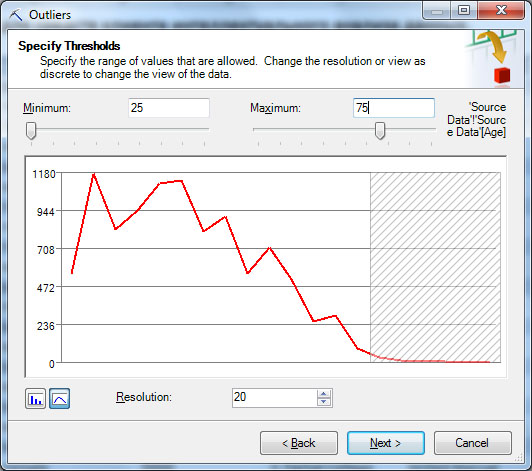 Outliers
Specify Thresholds
Specify the range of values that are allowed.  Change the resolution or view as
discrete to change the view of the data.
Minimum: 25 Maximum: 75
'Source
Data'!'Sourc
e Data'[Age]
1180
944
708
472
236
0
Resolution: 20
< Back Next > Cancel